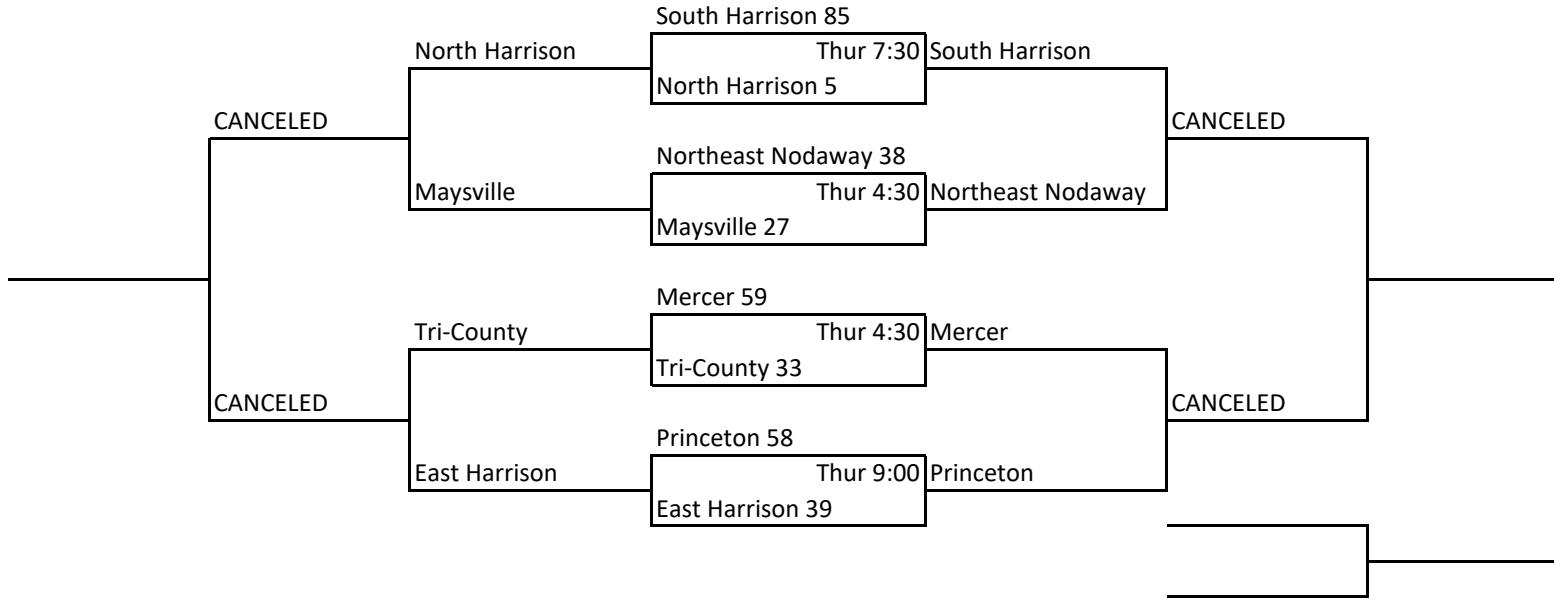 South Harrison 85
North Harrison
Thur 7:30
South Harrison
North Harrison 5
CANCELED
CANCELED
Northeast Nodaway 38
Maysville
Thur 4:30
Northeast Nodaway
Maysville 27
Mercer 59
Tri-County
Thur 4:30
Mercer
Tri-County 33
CANCELED
CANCELED
Princeton 58
East Harrison
Thur 9:00
Princeton
East Harrison 39